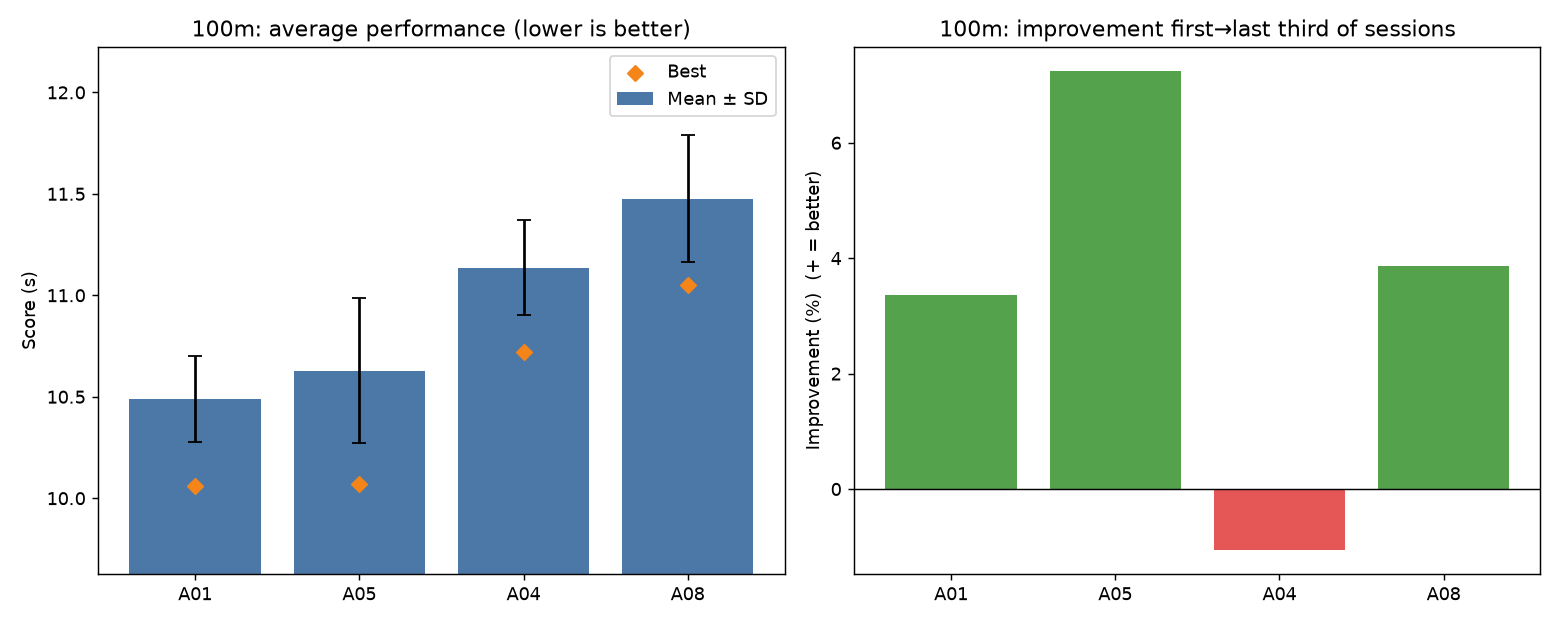 100m: average performance (lower is better)
Best
Mean ± SD
Score (s)
12.0
11.5
11.0
10.5
10.0
A01 A05 A04 A08
100m: improvement first→last third of sessions
Improvement (%) (+ = better)
6
4
2
0
A01 A05 A04 A08